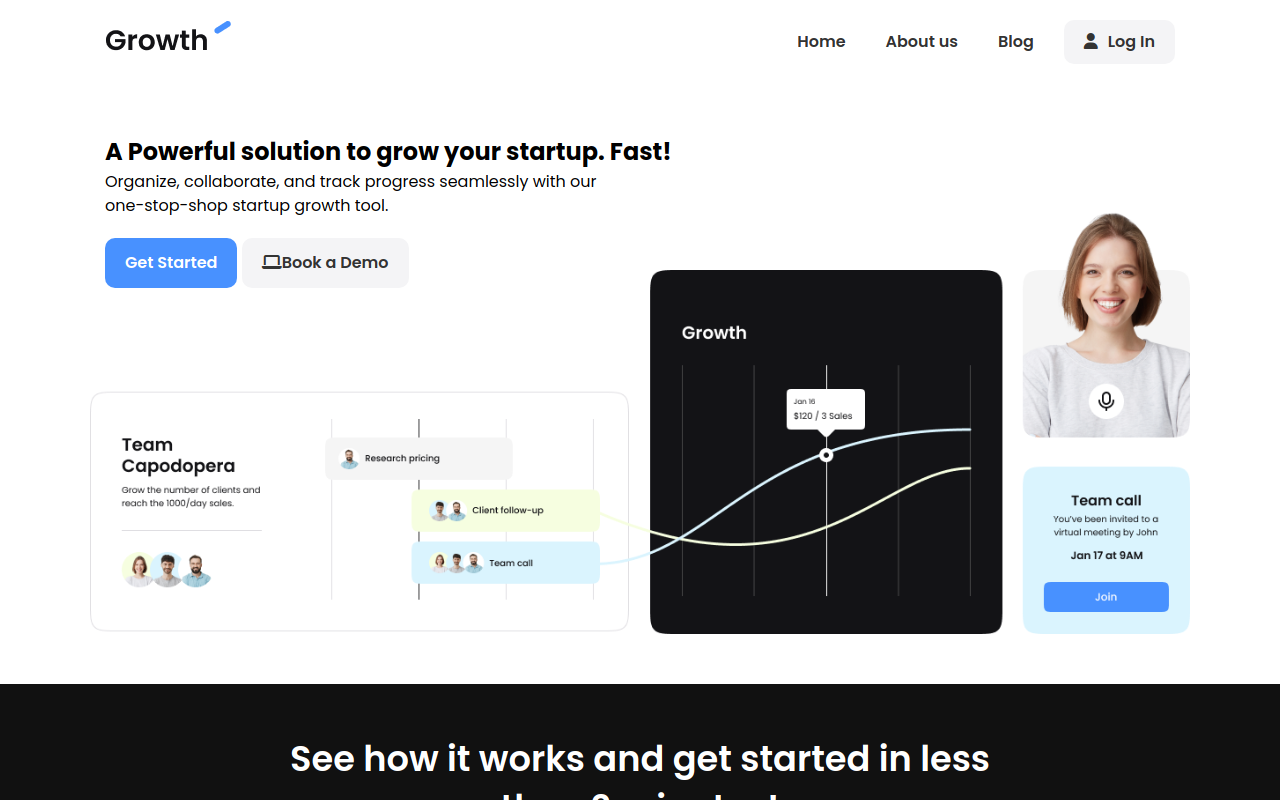 Growth
Home
About us
Blog
Log In
A Powerful solution to grow your startup. Fast!
Organize, collaborate, and track progress seamlessly with our
one-stop-shop startup growth tool.
Get Started
Book a Demo
Team
Capodopera
Grow the number of clients and
reach the 1000/day sales.
Research pricing
Client follow-up
Team call
Growth
Jan 16
$120 / 3 Sales
Team call
You've been invited to a
virtual meeting by John
Jan 17 at 9AM
Join
See how it works and get started in less